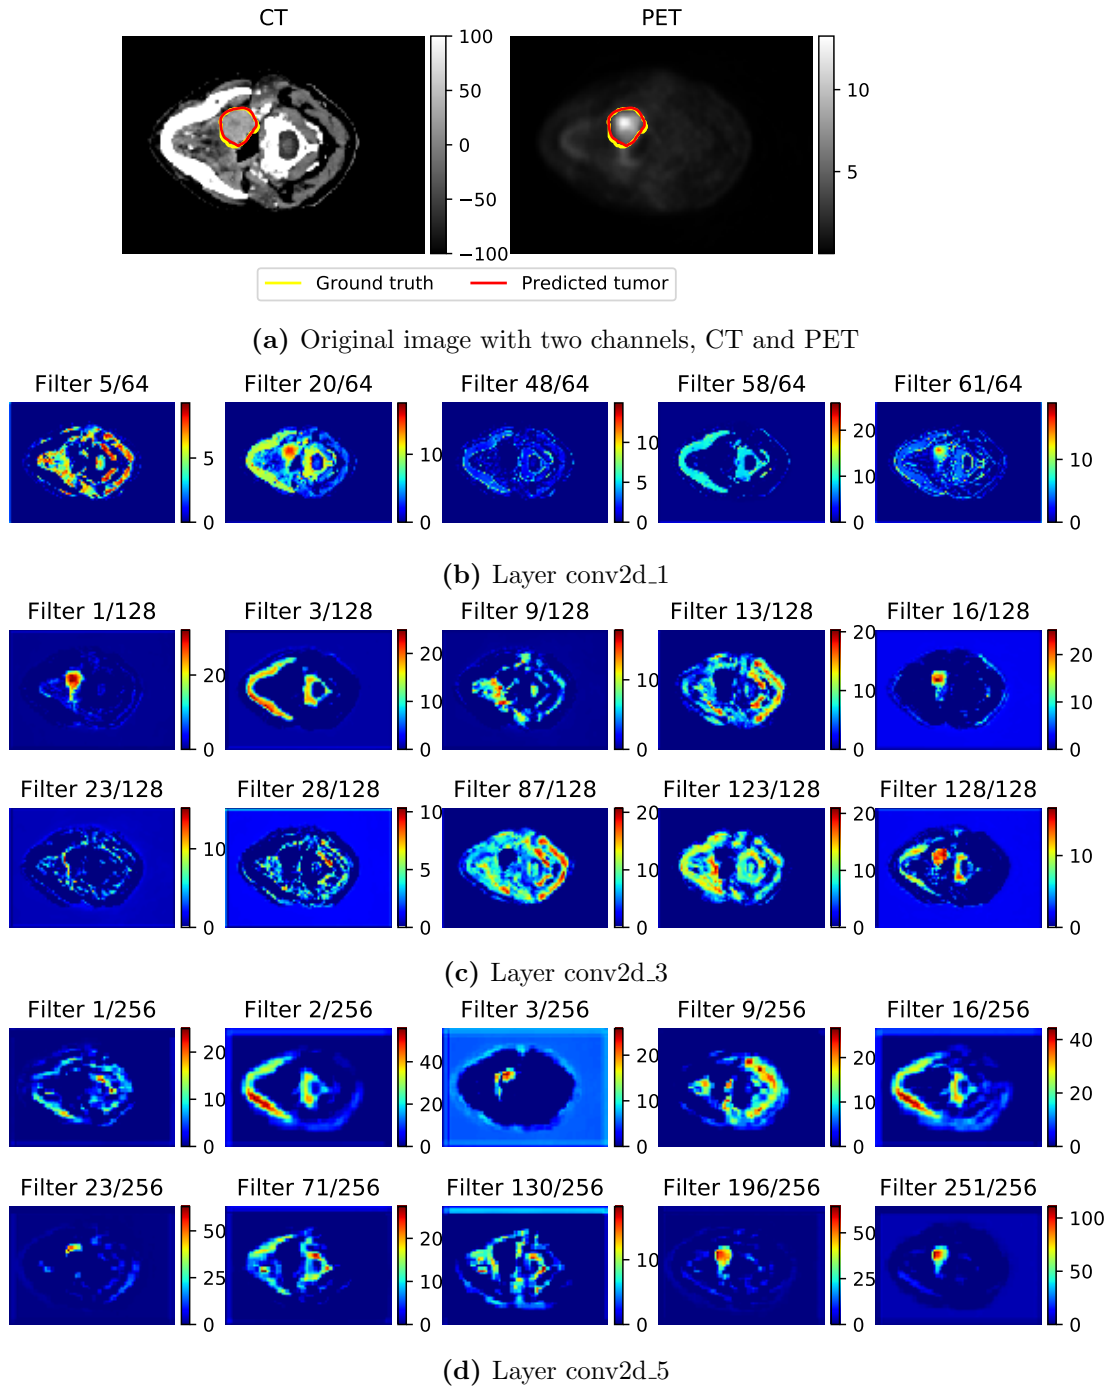 CT PET
100
50
0
−50
−100
10
5
Ground truth Predicted tumor
(a) Original image with two channels, CT and PET
Filter 5/64 Filter 20/64 Filter 48/64 Filter 58/64 Filter 61/64
5 0
10 0
10 5 0
20 10 0
10 0
(b) Layer conv2d_1
Filter 1/128 Filter 3/128 Filter 9/128 Filter 13/128 Filter 16/128
20 0
20 10 0
10 0
20 10 0
20 10 0
Filter 23/128 Filter 28/128 Filter 87/128 Filter 123/128 Filter 128/128
10 0
10 5 0
10 0
20 10 0
10 0
(c) Layer conv2d_3
Filter 1/256 Filter 2/256 Filter 3/256 Filter 9/256 Filter 16/256
20 10 0
40 20 0
20 10 0
20 10 0
40 20 0
Filter 23/256 Filter 71/256 Filter 130/256 Filter 196/256 Filter 251/256
50 25 0
20 10 0
10 0
50 25 0
100 50 0
(d) Layer conv2d_5